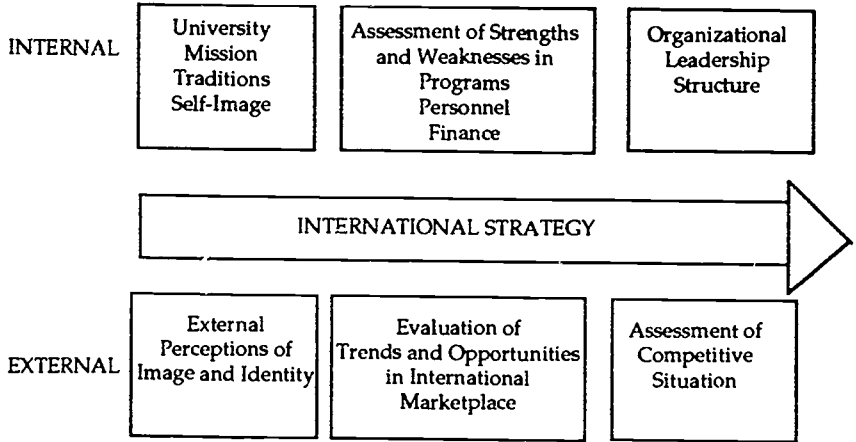 INTERNAL
University
Mission
Traditions
Self-Image
Assessment of Strengths
and Weaknesses in
Programs
Personnel
Finance
Organizational
Leadership
Structure
INTERNATIONAL STRATEGY
EXTERNAL
External
Perceptions of
Image and Identity
Evaluation of
Trends and Opportunities
in International
Marketplace
Assessment of
Competitive
Situation